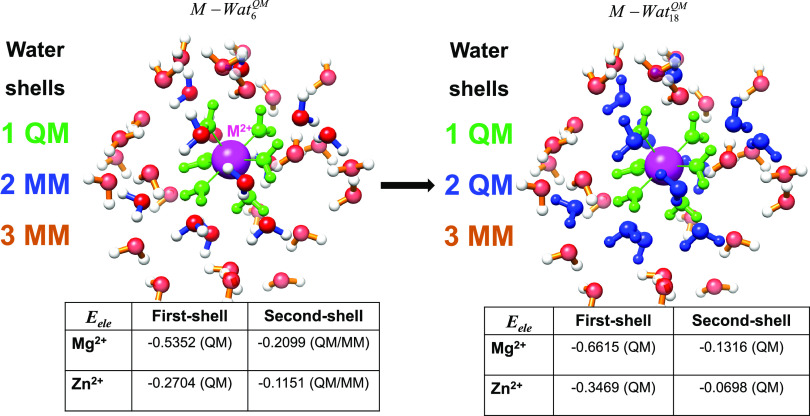 M – Wat₆^QM
Water
shells
1 QM
2 MM
3 MM
M²⁺
E_ele First-shell Second-shell
Mg²⁺ -0.5352 (QM) -0.2099 (QM/MM)
Zn²⁺ -0.2704 (QM) -0.1151 (QM/MM)
M – Wat₁₈^QM
Water
shells
1 QM
2 QM
3 MM
E_ele First-shell Second-shell
Mg²⁺ -0.6615 (QM) -0.1316 (QM)
Zn²⁺ -0.3469 (QM) -0.0698 (QM)